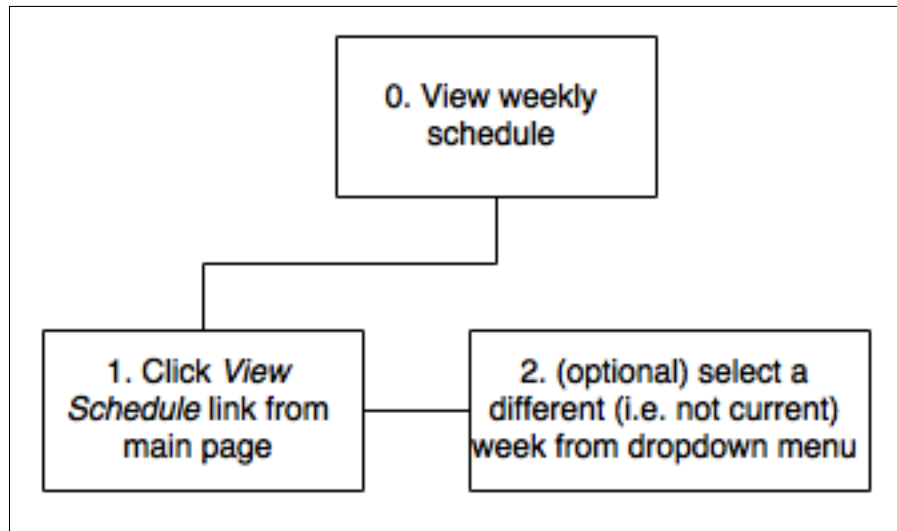 0. View weekly
schedule
1. Click View
Schedule link from
main page
2. (optional) select a
different (i.e. not current)
week from dropdown menu